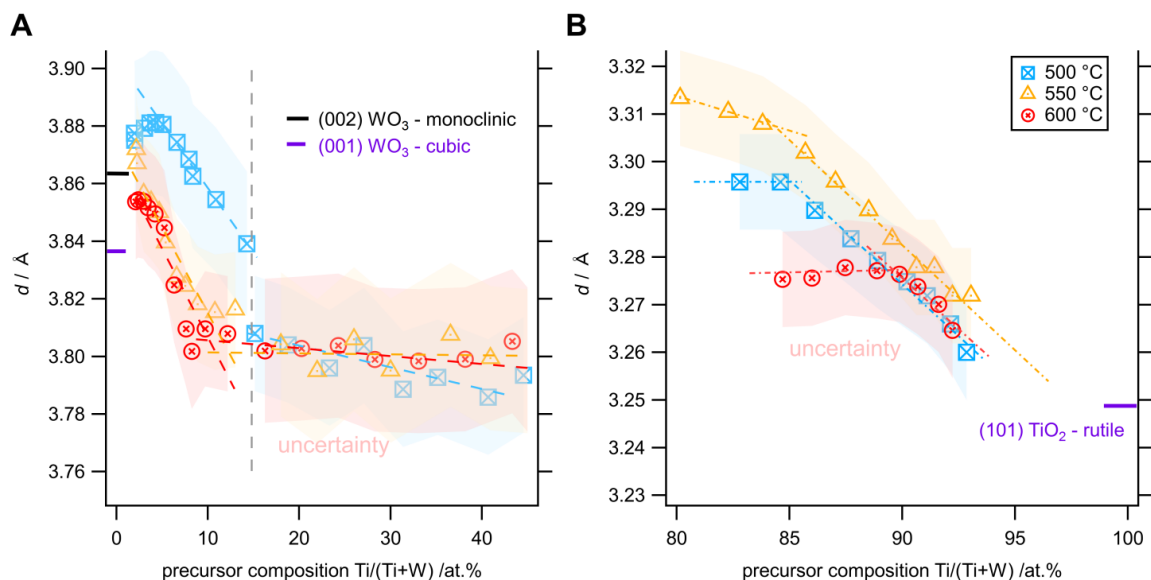 A
d / Å
3.90
3.88
3.86
3.84
3.82
3.80
3.78
3.76
(002) WO3 - monoclinic
(001) WO3 - cubic
uncertainty
0
10
20
30
40
precursor composition Ti/(Ti+W) /at.%
B
d / Å
3.32
3.31
3.30
3.29
3.28
3.27
3.26
3.25
3.24
3.23
500 °C
550 °C
600 °C
uncertainty
(101) TiO2 - rutile
80
85
90
95
100
precursor composition Ti/(Ti+W) /at.%